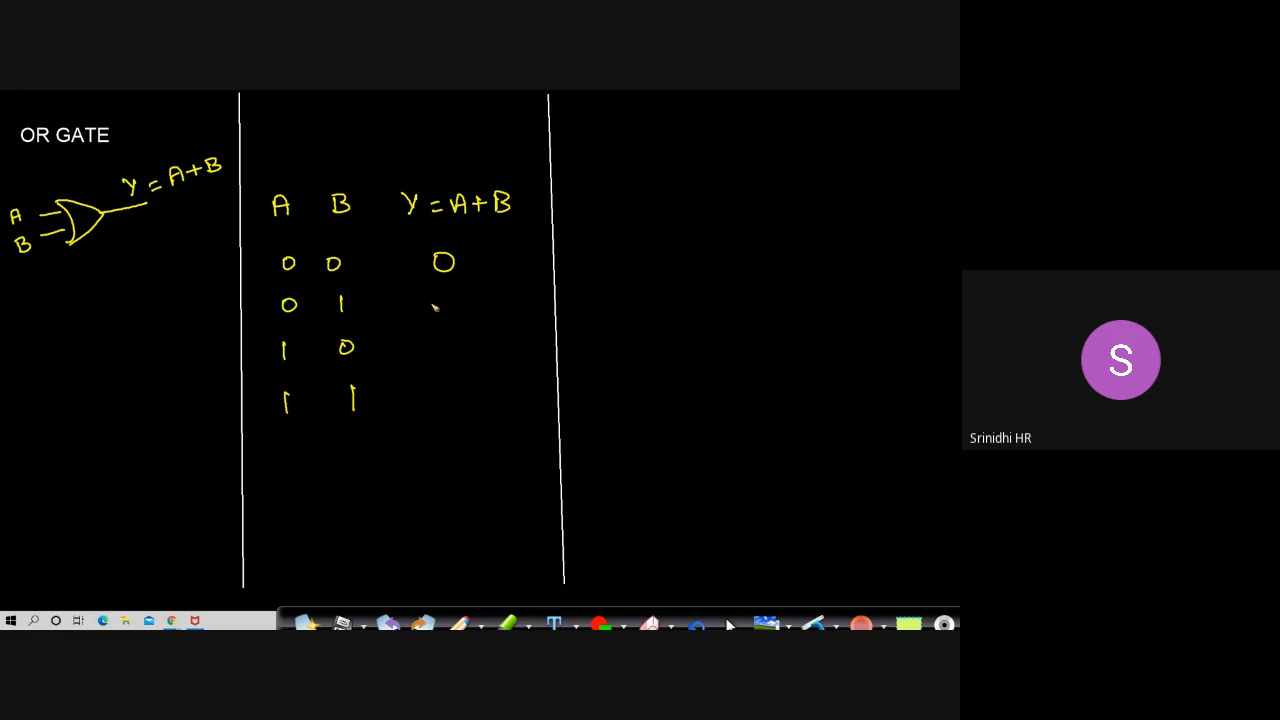 OR GATE
Y = A+B
A
B
A B Y = A+B
0 0 0
0 1
1 0
1 1
S
Srinidhi HR